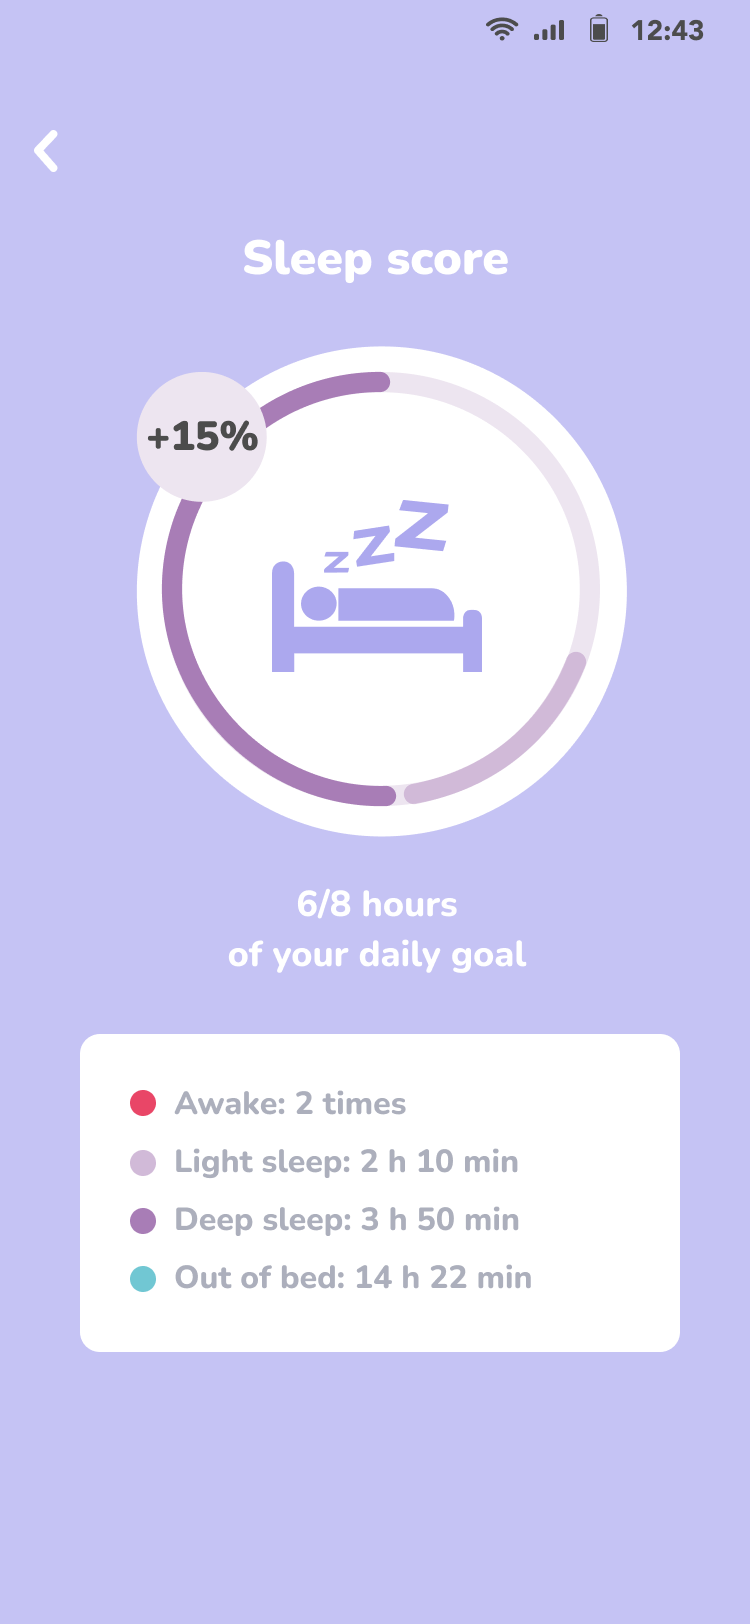 12:43
Sleep score
+15%
z z z
6/8 hours
of your daily goal
Awake: 2 times
Light sleep: 2 h 10 min
Deep sleep: 3 h 50 min
Out of bed: 14 h 22 min